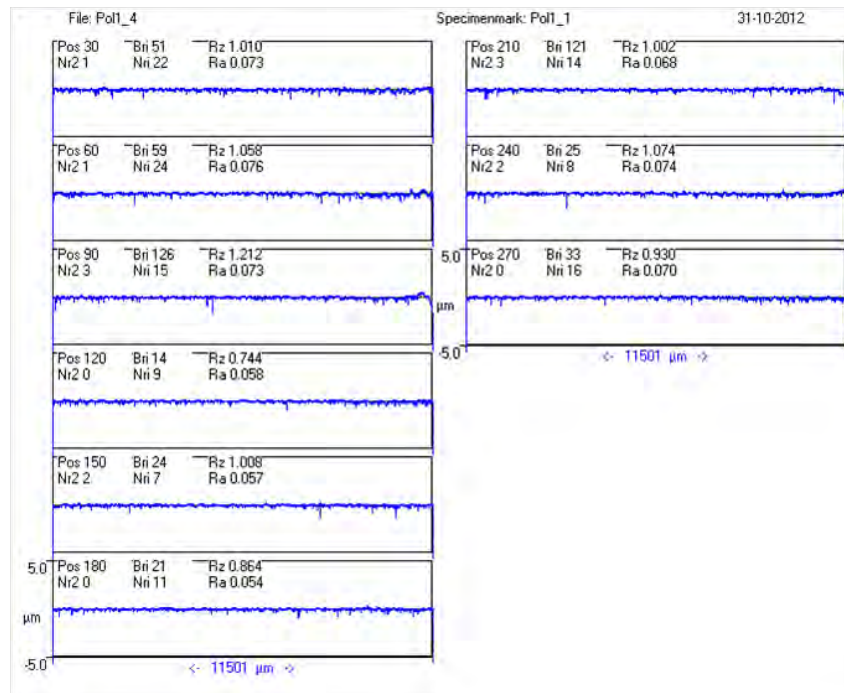 File: Pol1_4 Specimenmark: Pol1_1 31-10-2012
Pos 30 Bri 51 Rz 1.010
Nr2 1 Nri 22 Ra 0.073
Pos 60 Bri 59 Rz 1.058
Nr2 1 Nri 24 Ra 0.076
Pos 90 Bri 126 Rz 1.212
Nr2 3 Nri 15 Ra 0.073
Pos 120 Bri 14 Rz 0.744
Nr2 0 Nri 9 Ra 0.058
Pos 150 Bri 24 Rz 1.008
Nr2 2 Nri 7 Ra 0.057
5.0 Pos 180 Bri 21 Rz 0.864
Nr2 0 Nri 11 Ra 0.054
µm
-5.0
<- 11501 µm ->
Pos 210 Bri 121 Rz 1.002
Nr2 3 Nri 14 Ra 0.068
Pos 240 Bri 25 Rz 1.074
Nr2 2 Nri 8 Ra 0.074
5.0 Pos 270 Bri 33 Rz 0.930
Nr2 0 Nri 16 Ra 0.070
µm
-5.0
<- 11501 µm ->